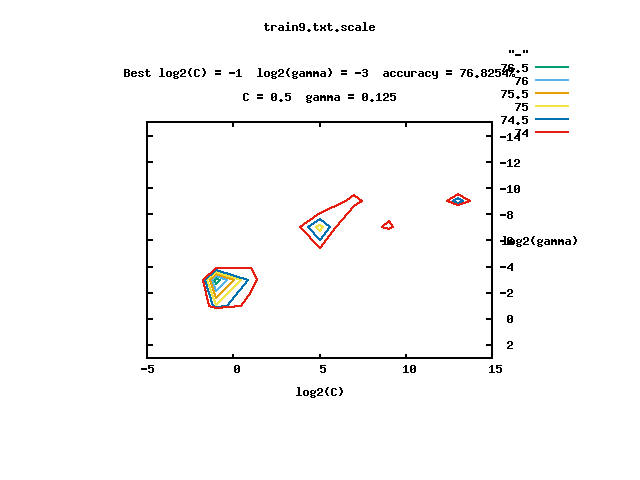 train9.txt.scale
"-"
Best log2(C) = -1  log2(gamma) = -3  accuracy = 76.8254%
76.5
76
C = 0.5  gamma = 0.125
75.5
75
74.5
74
-14
-12
-10
-8
-6
log2(gamma)
-4
-2
0
2
-5 0 5 10 15
log2(C)